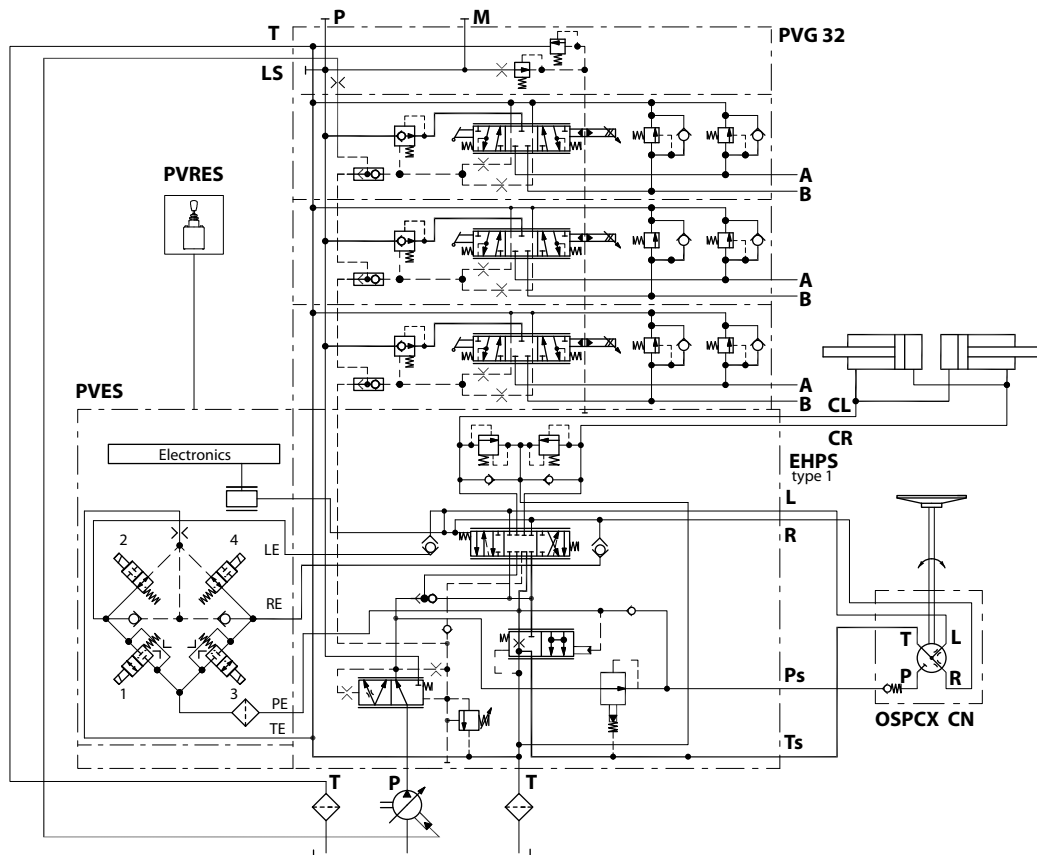 P
M
T
PVG 32
LS
PVRES
A
B
A
B
A
B
PVES
CL
CR
Electronics
EHPS
type 1
L
R
2
4
LE
RE
T
L
1
3
PE
TE
Ps
P
R
OSPCX CN
Ts
T
P
T